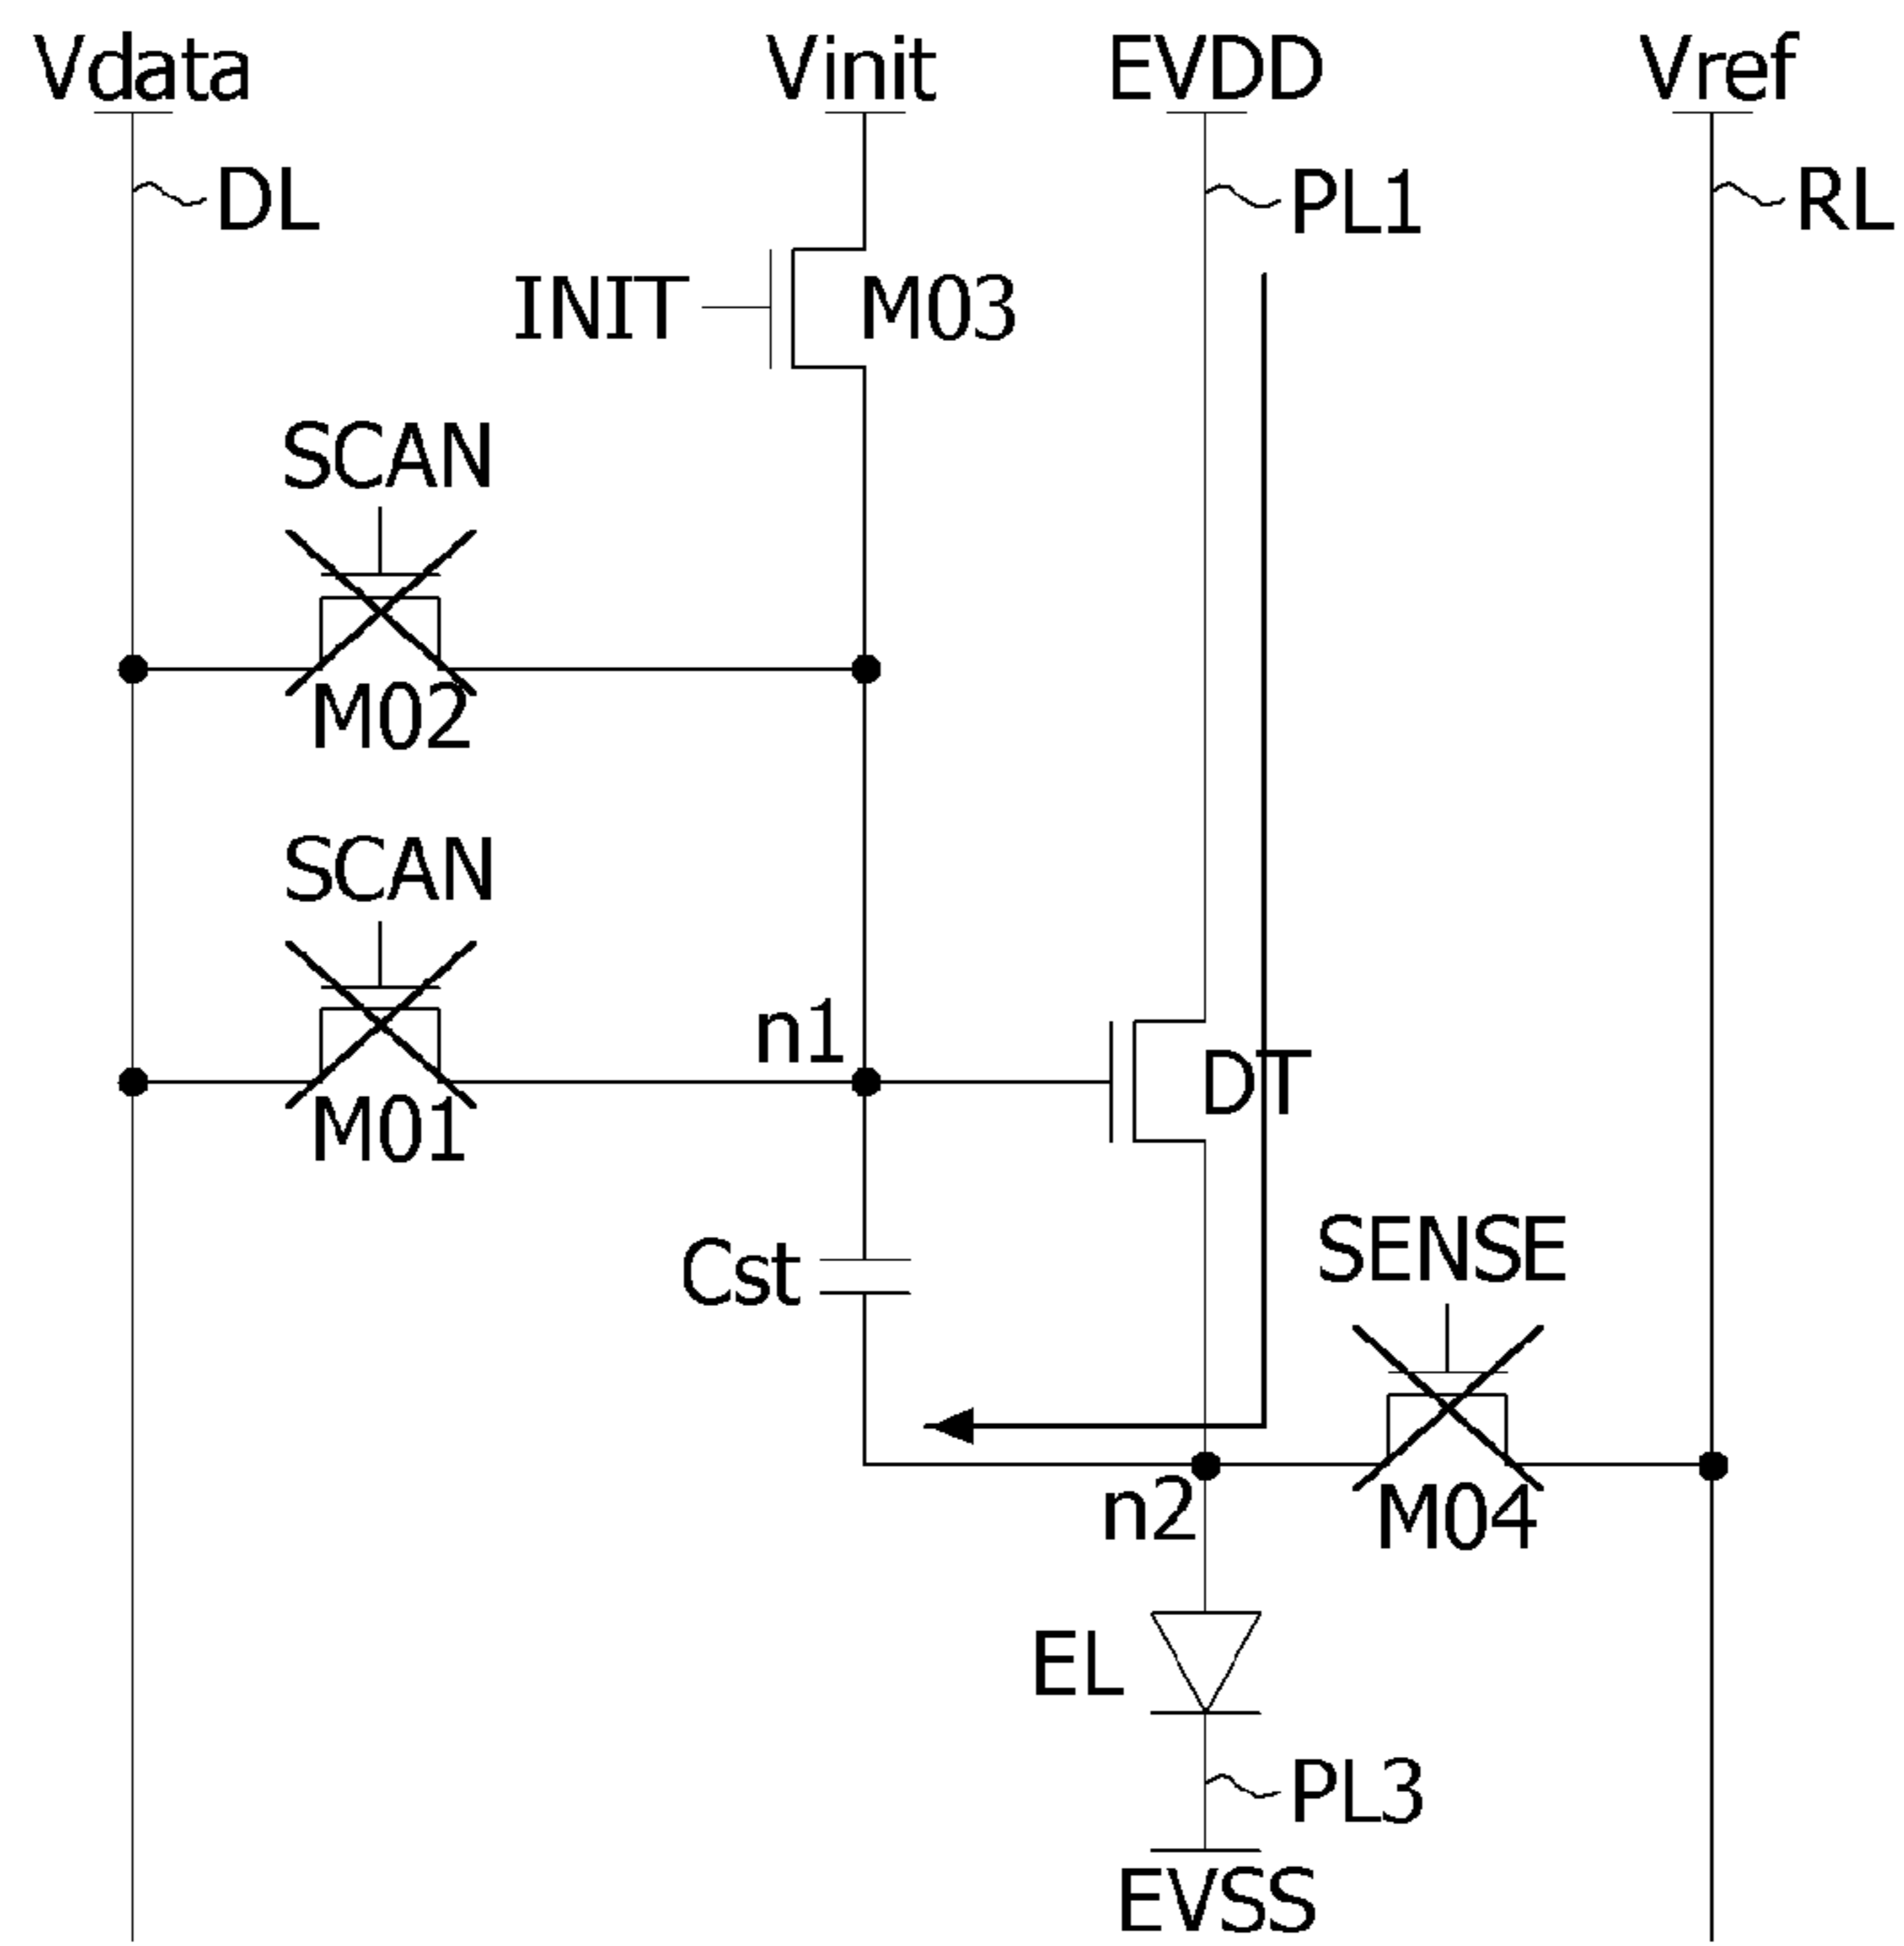 Vdata Vinit EVDD Vref
DL PL1 RL
INIT M03
SCAN
M02
SCAN
n1
DT
M01
Cst SENSE
n2 M04
EL
PL3
EVSS